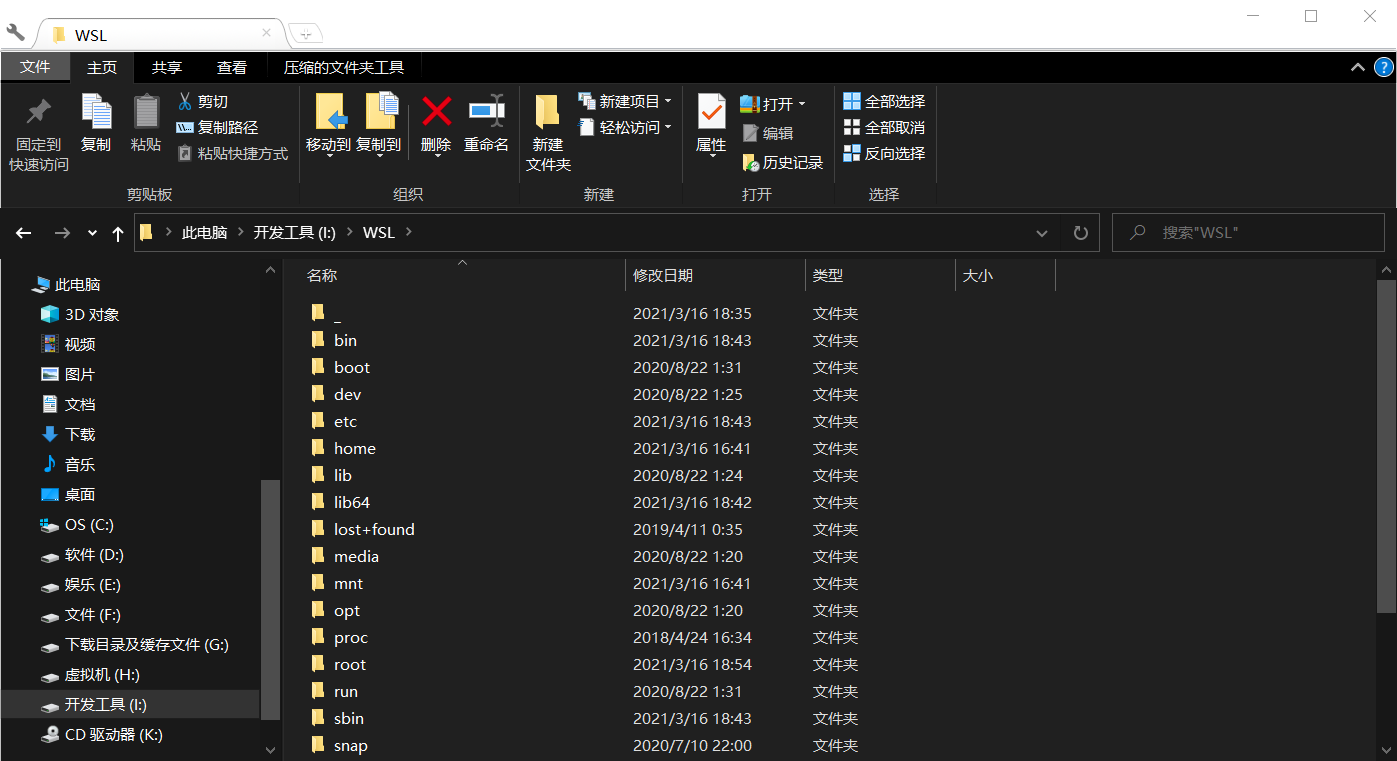 WSL
文件 主页 共享 查看 压缩的文件夹工具
固定到
快速访问
复制
粘贴
剪切
复制路径
粘贴快捷方式
剪贴板
移动到 复制到 删除 重命名
组织
新建
文件夹
新建项目
轻松访问
新建
属性
打开
编辑
历史记录
打开
全部选择
全部取消
反向选择
选择
此电脑 开发工具 (I:) WSL
搜索"WSL"
此电脑
3D 对象
视频
图片
文档
下载
音乐
桌面
OS (C:)
软件 (D:)
娱乐 (E:)
文件 (F:)
下载目录及缓存文件 (G:)
虚拟机 (H:)
开发工具 (I:)
CD 驱动器 (K:)
名称 修改日期 类型 大小
_ 2021/3/16 18:35 文件夹
bin 2021/3/16 18:43 文件夹
boot 2020/8/22 1:31 文件夹
dev 2020/8/22 1:25 文件夹
etc 2021/3/16 18:43 文件夹
home 2021/3/16 16:41 文件夹
lib 2020/8/22 1:24 文件夹
lib64 2021/3/16 18:42 文件夹
lost+found 2019/4/11 0:35 文件夹
media 2020/8/22 1:20 文件夹
mnt 2021/3/16 16:41 文件夹
opt 2020/8/22 1:20 文件夹
proc 2018/4/24 16:34 文件夹
root 2021/3/16 18:54 文件夹
run 2020/8/22 1:31 文件夹
sbin 2021/3/16 18:43 文件夹
snap 2020/7/10 22:00 文件夹